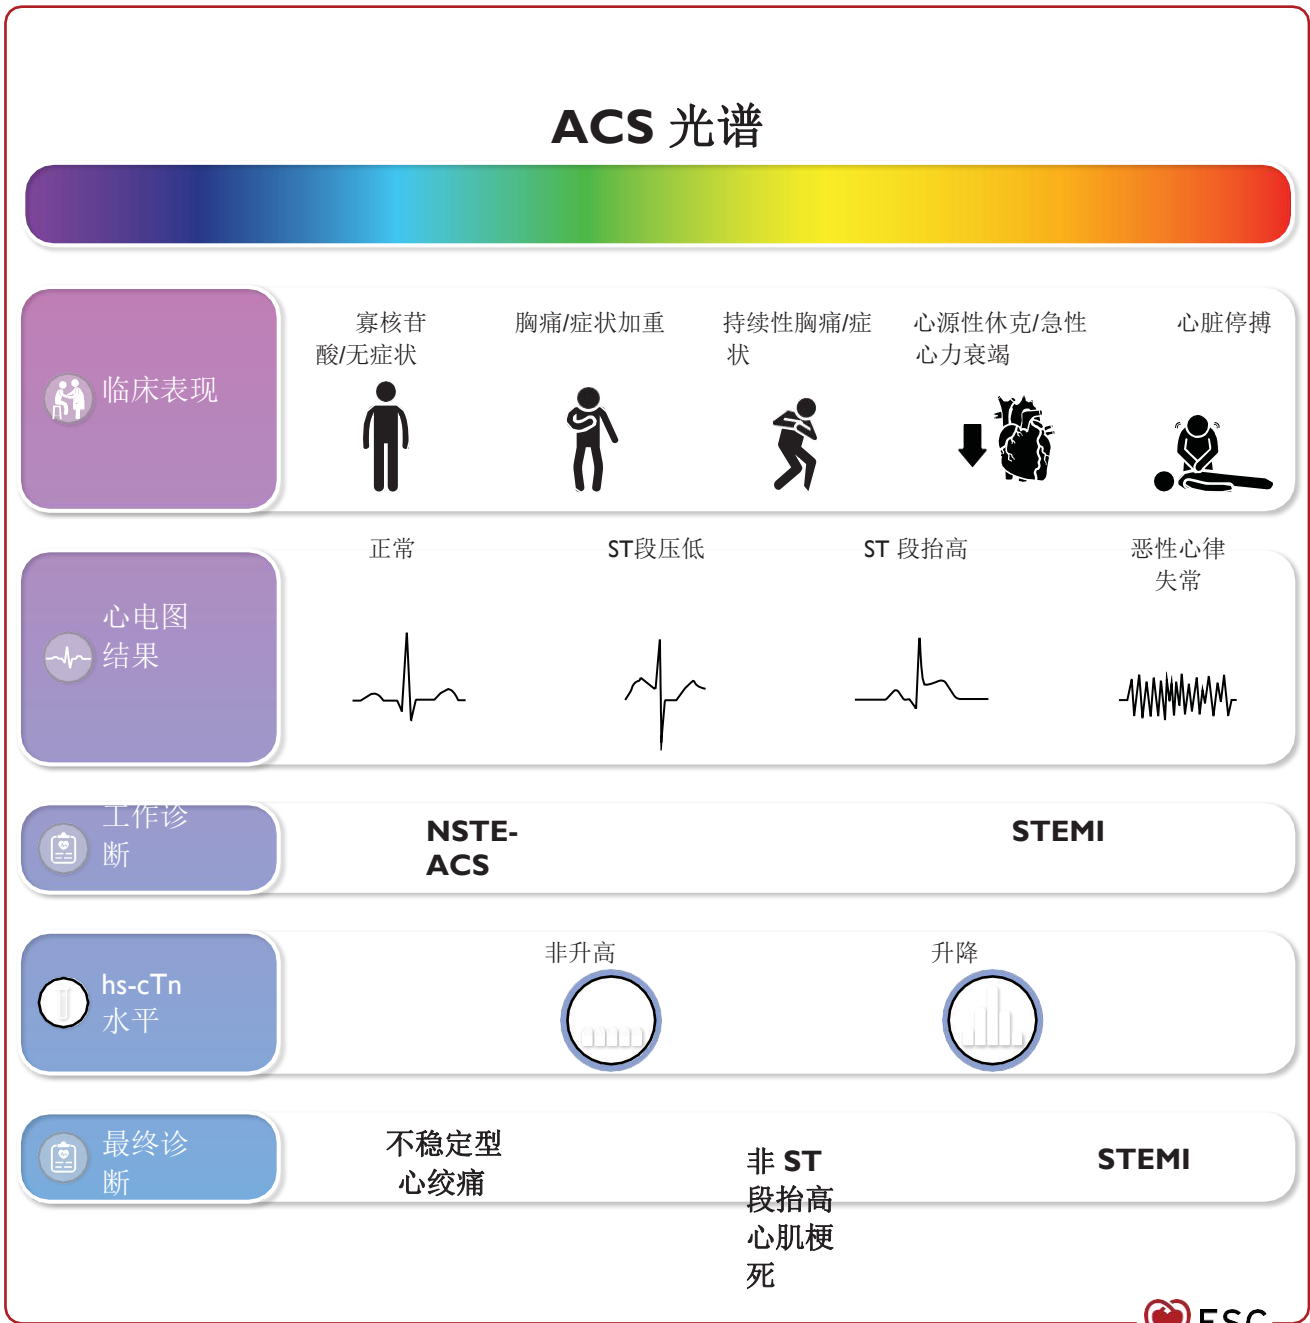 ACS 光谱
临床表现
寡核苷
酸/无症状
胸痛/症状加重
持续性胸痛/症
状
心源性休克/急性
心力衰竭
心脏停搏
心电图
结果
正常
ST段压低
ST 段抬高
恶性心律
失常
工作诊
断
NSTE-
ACS
STEMI
hs-cTn
水平
非升高
升降
最终诊
断
不稳定型
心绞痛
非 ST
段抬高
心肌梗
死
STEMI
ESC